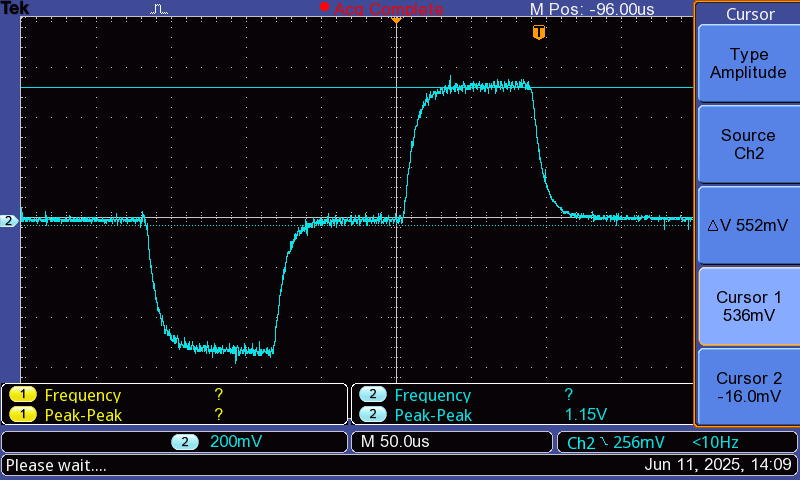 Tek Acq Complete M Pos: -96.00us
T
Cursor
Type
Amplitude
Source
Ch2
△V 552mV
Cursor 1
536mV
Cursor 2
-16.0mV
2
1 Frequency ?
1 Peak-Peak ?
2 Frequency ?
2 Peak-Peak 1.15V
2 200mV M 50.0us Ch2 256mV <10Hz
Please wait.... Jun 11, 2025, 14:09